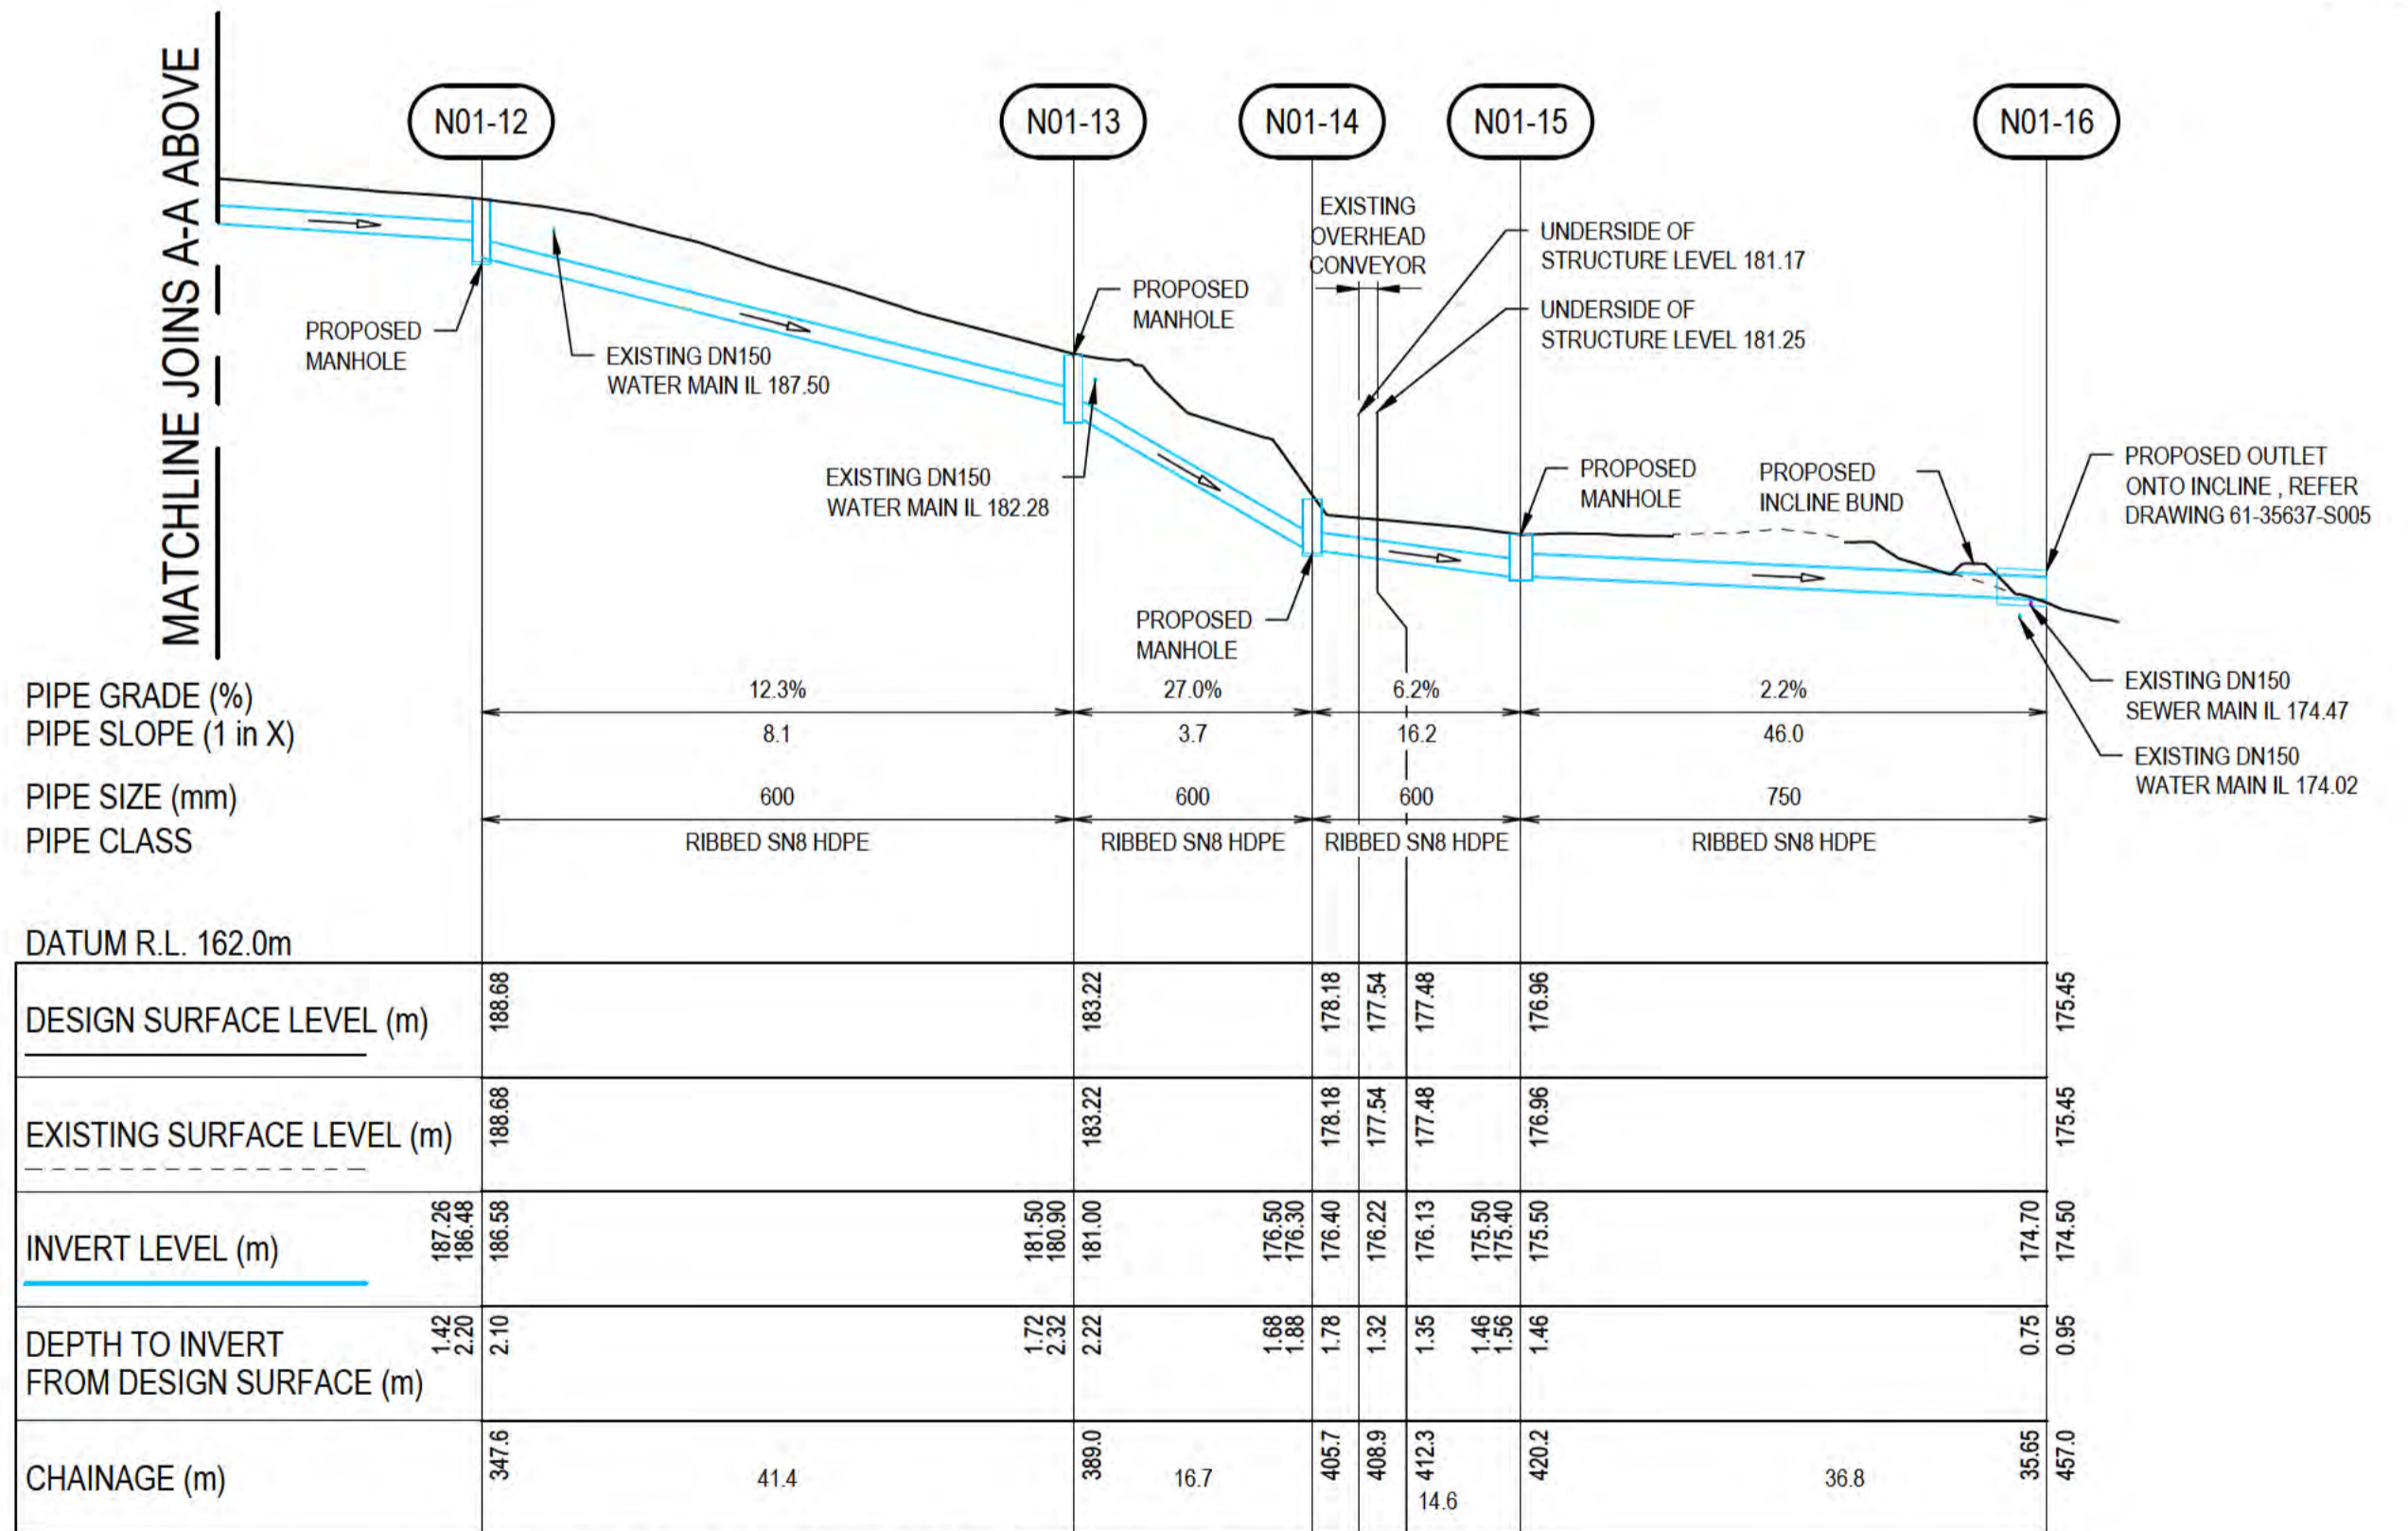 MATCHLINE JOINS A-A ABOVE
N01-12
N01-13
N01-14
N01-15
N01-16
PROPOSED
MANHOLE
EXISTING DN150
WATER MAIN IL 187.50
PROPOSED
MANHOLE
EXISTING DN150
WATER MAIN IL 182.28
EXISTING
OVERHEAD
CONVEYOR
UNDERSIDE OF
STRUCTURE LEVEL 181.17
UNDERSIDE OF
STRUCTURE LEVEL 181.25
PROPOSED
MANHOLE
PROPOSED
MANHOLE
PROPOSED
INCLINE BUND
PROPOSED OUTLET
ONTO INCLINE , REFER
DRAWING 61-35637-S005
EXISTING DN150
SEWER MAIN IL 174.47
EXISTING DN150
WATER MAIN IL 174.02
PIPE GRADE (%) 12.3% 27.0% 6.2% 2.2%
PIPE SLOPE (1 in X) 8.1 3.7 16.2 46.0
PIPE SIZE (mm) 600 600 600 750
PIPE CLASS RIBBED SN8 HDPE RIBBED SN8 HDPE RIBBED SN8 HDPE RIBBED SN8 HDPE
DATUM R.L. 162.0m
DESIGN SURFACE LEVEL (m) 188.68 183.22 178.18 177.54 177.48 176.96 175.45
EXISTING SURFACE LEVEL (m) 188.68 183.22 178.18 177.54 177.48 176.96 175.45
INVERT LEVEL (m) 187.26 186.48 186.58 181.50 180.90 181.00 176.50 176.30 176.40 176.22 176.13 175.50 175.40 175.50 174.70 174.50
DEPTH TO INVERT
FROM DESIGN SURFACE (m) 1.42 2.20 2.10 1.72 2.32 2.22 1.68 1.88 1.78 1.32 1.35 1.46 1.56 1.46 0.75 0.95
CHAINAGE (m) 347.6 41.4 389.0 16.7 405.7 408.9 412.3 14.6 420.2 36.8 35.65 457.0